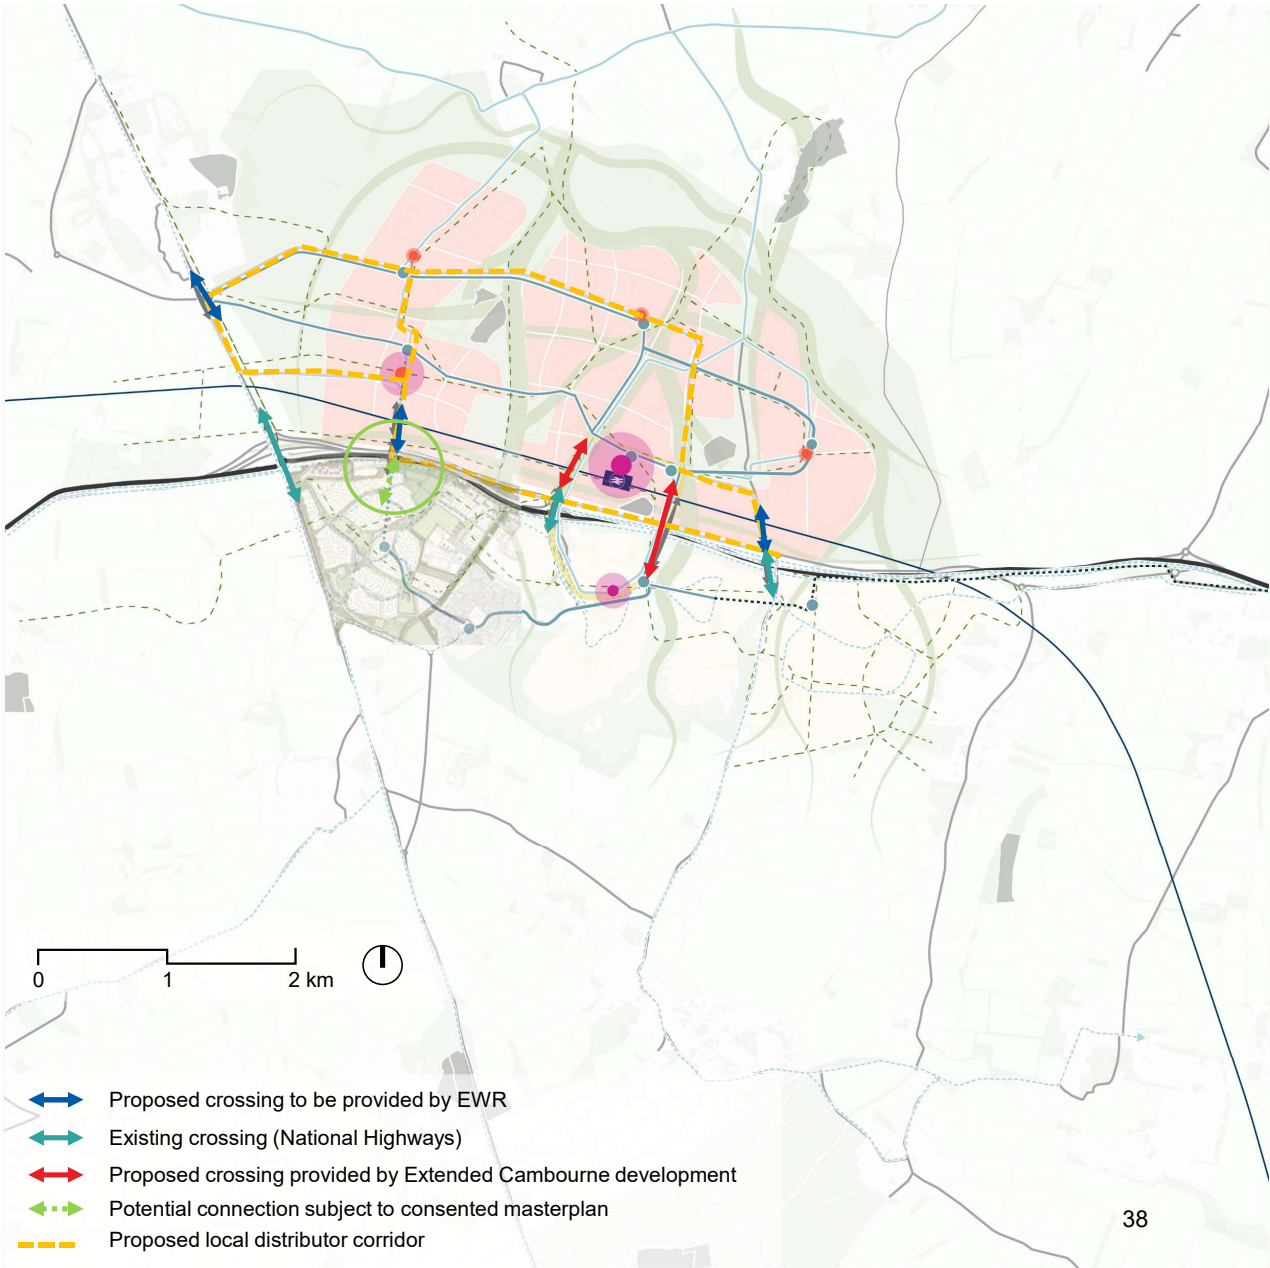 0 1 2 km
Proposed crossing to be provided by EWR
Existing crossing (National Highways)
Proposed crossing provided by Extended Cambourne development
Potential connection subject to consented masterplan
38
Proposed local distributor corridor